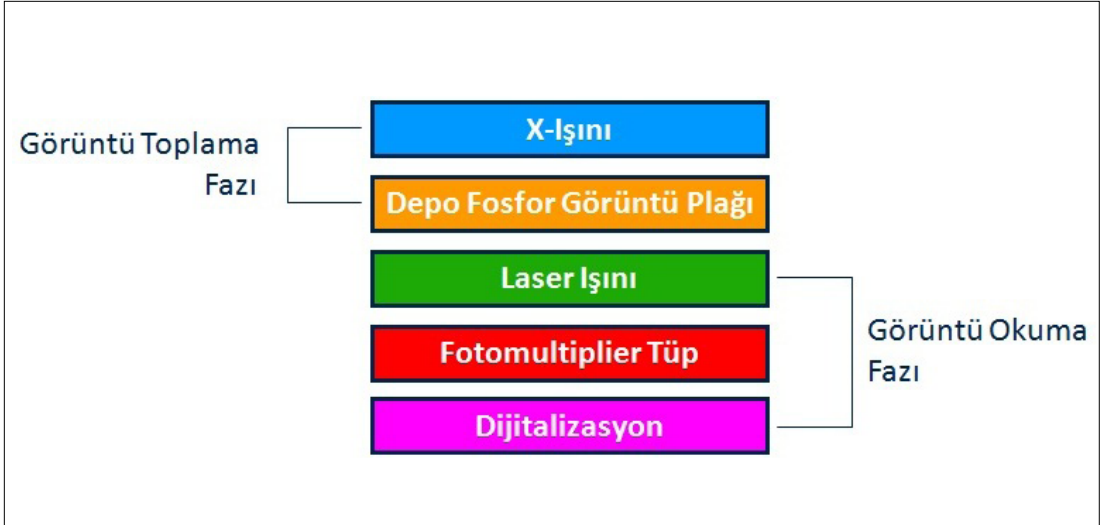 X-Işını
Görüntü Toplama
Fazı
Depo Fosfor Görüntü Plağı
Laser Işını
Görüntü Okuma
Fazı
Fotomultiplier Tüp
Dijitalizasyon